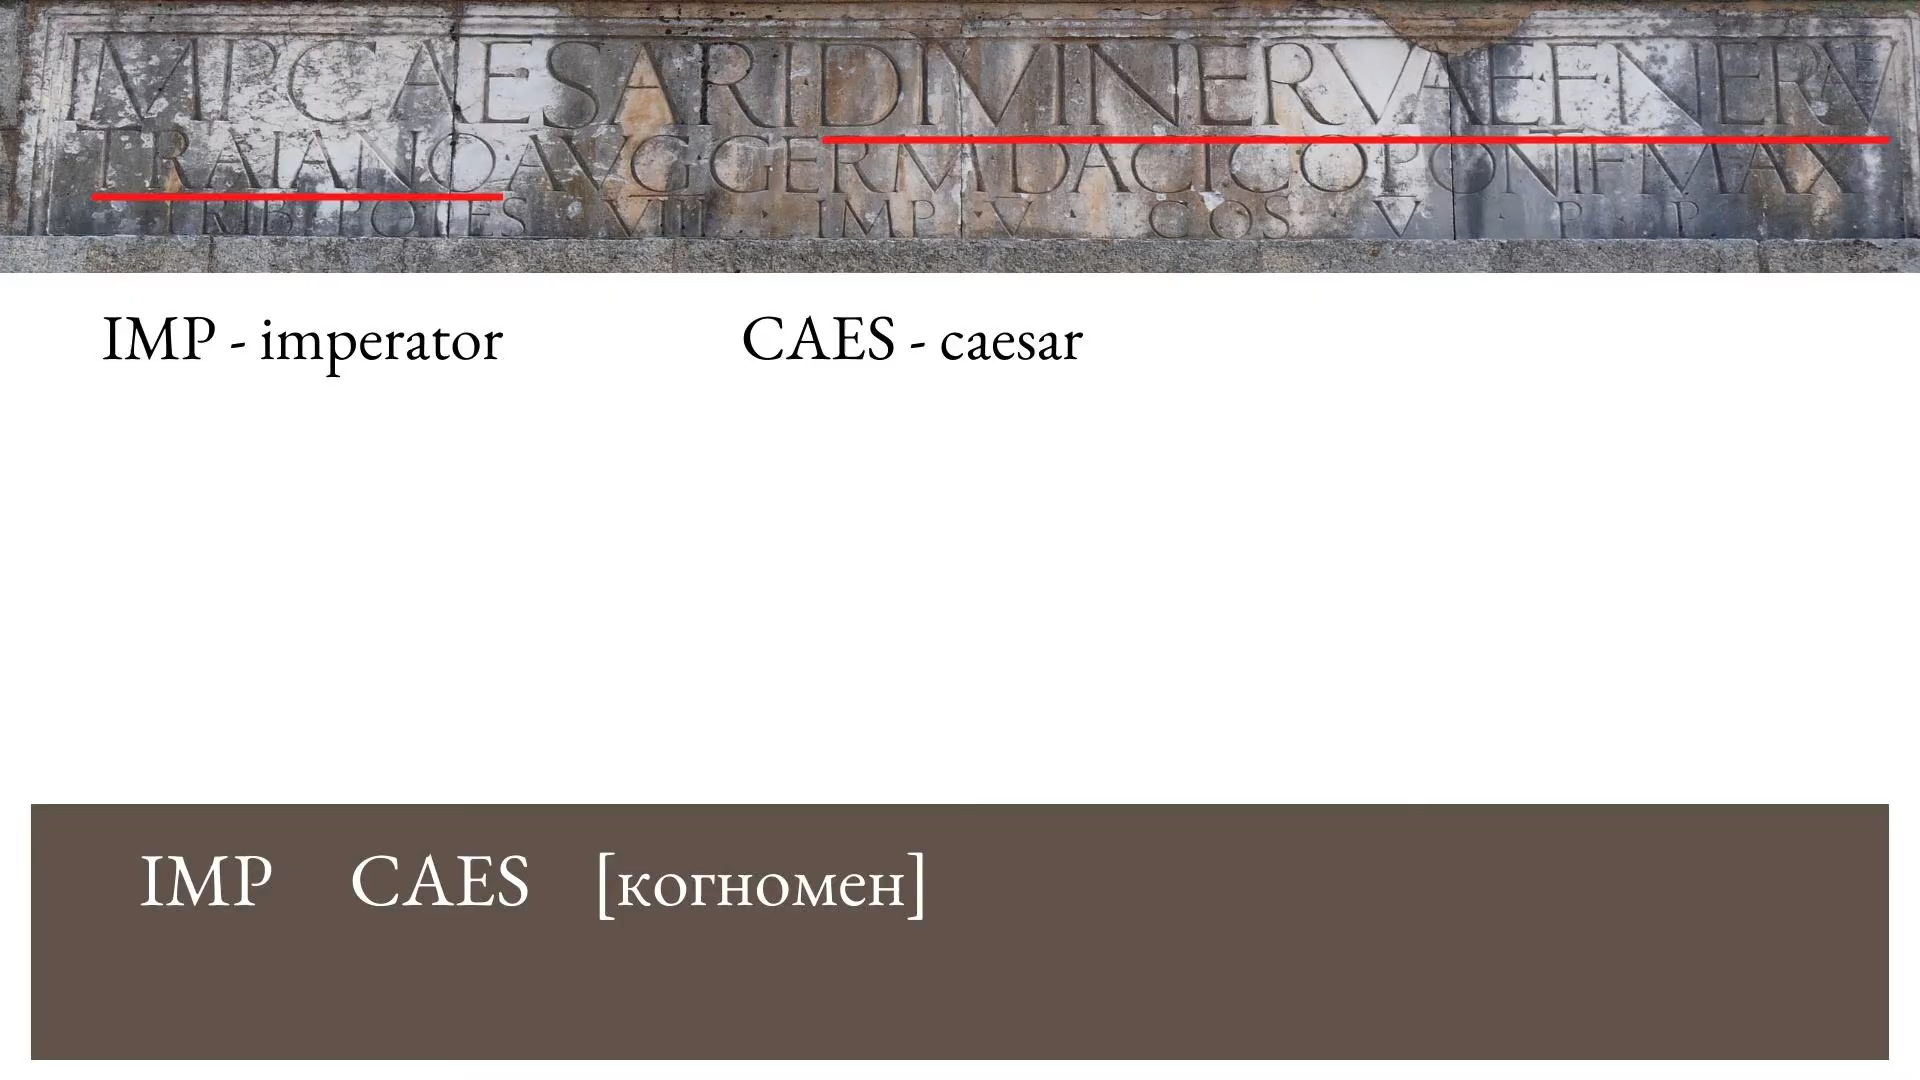 IMP CAESARI DIVI NERVAE F NERVAE
TRAIANO AVG GERM DACICO PONTIF MAX
TRIB POTES VIII IMP V COS V P P
IMP - imperator CAES - caesar
IMP CAES [когномен]